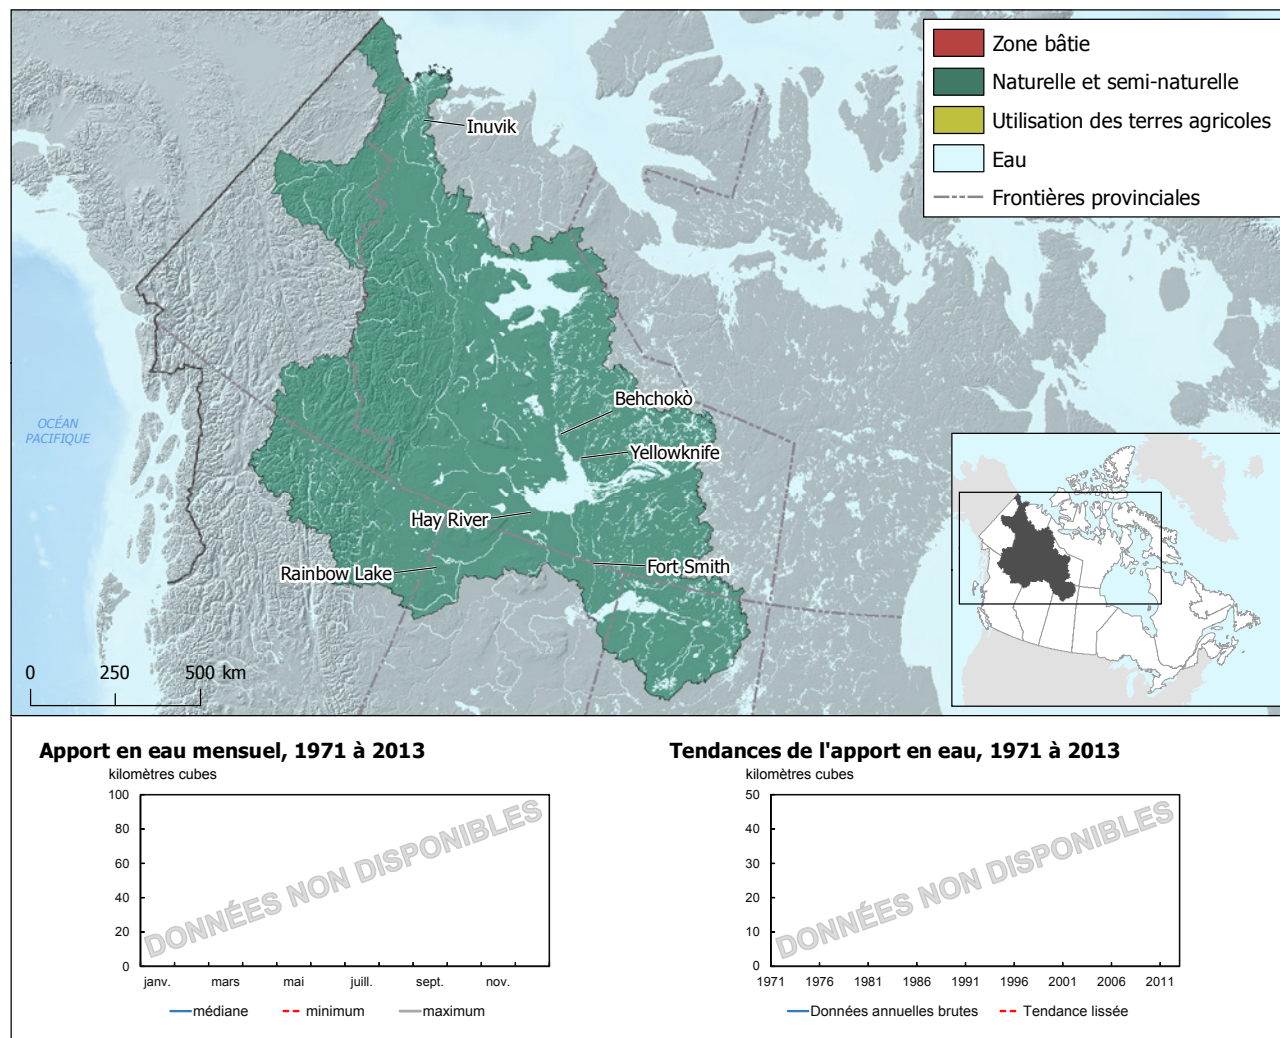 Zone bâtie
Naturelle et semi-naturelle
Utilisation des terres agricoles
Eau
Frontières provinciales
Inuvik
Behchokò
Yellowknife
Hay River
Rainbow Lake
Fort Smith
OCÉAN
PACIFIQUE
0 250 500 km
Apport en eau mensuel, 1971 à 2013
kilomètres cubes
100
80
60
40
20
0
DONNÉES NON DISPONIBLES
janv. mars mai juill. sept. nov.
médiane minimum maximum
Tendances de l'apport en eau, 1971 à 2013
kilomètres cubes
50
40
30
20
10
0
DONNÉES NON DISPONIBLES
1971 1976 1981 1986 1991 1996 2001 2006 2011
Données annuelles brutes Tendance lissée